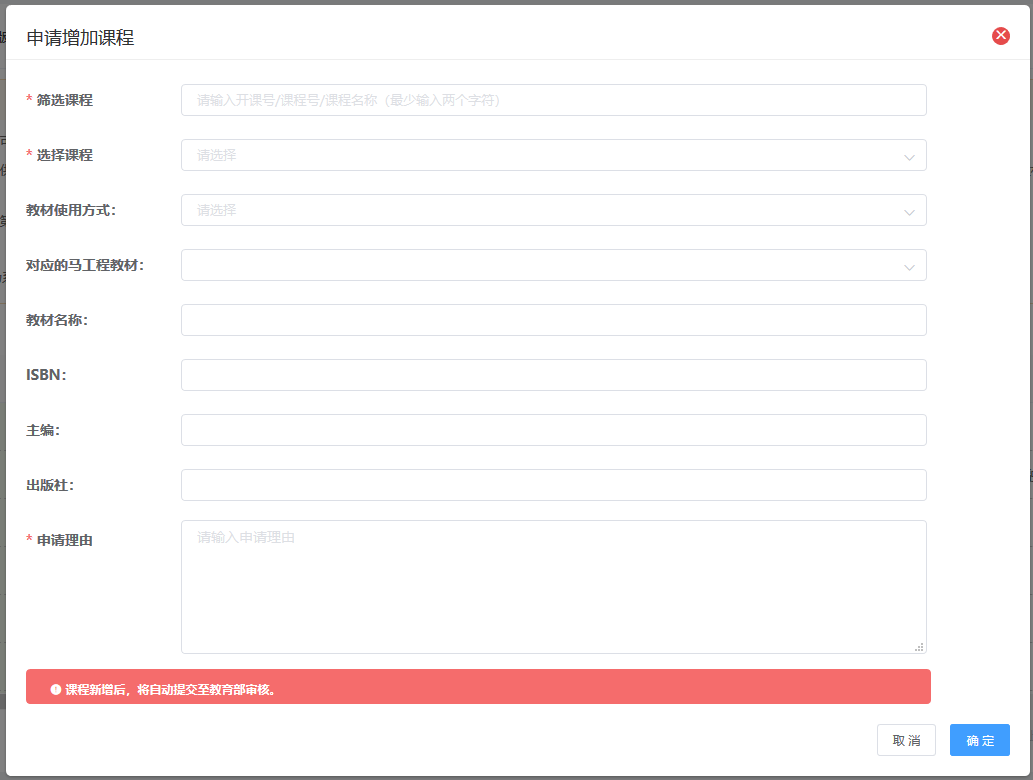 申请增加课程
* 筛选课程
请输入开课号/课程号/课程名称（最少输入两个字符）
* 选择课程
请选择
教材使用方式：
请选择
对应的马工程教材：
教材名称：
ISBN：
主编：
出版社：
* 申请理由
请输入申请理由
课程新增后，将自动提交至教育部审核。
取 消
确 定